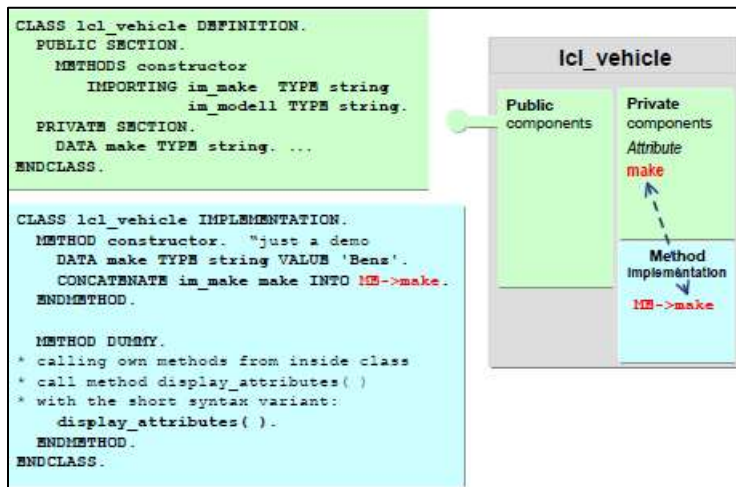 CLASS lcl_vehicle DEFINITION.
PUBLIC SECTION.
METHODS constructor
IMPORTING im_make TYPE string
im_modell TYPE string.
PRIVATE SECTION.
DATA make TYPE string. ...
ENDCLASS.
CLASS lcl_vehicle IMPLEMENTATION.
METHOD constructor. "just a demo
DATA make TYPE string VALUE 'Benz'.
CONCATENATE im_make make INTO ME->make.
ENDMETHOD.
METHOD DUMMY.
* calling own methods from inside class
* call method display_attributes( )
* with the short syntax variant:
display_attributes( ).
ENDMETHOD.
ENDCLASS.
lcl_vehicle
Public
components
Private
components
Attribute
make
Method
implementation
ME->make